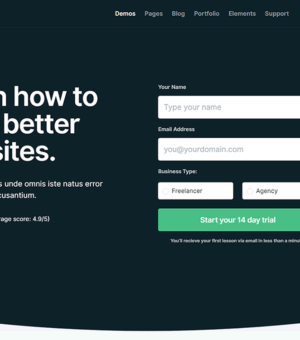 Demos Pages Blog Portfolio Elements Support
how to
better
sites.
unde omnis iste natus error
cusantium.
rage score: 4.9/5)
Your Name
Type your name
Email Address
you@yourdomain.com
Business Type:
Freelancer Agency
Start your 14 day trial
You'll recieve your first lesson via email in less than a minu